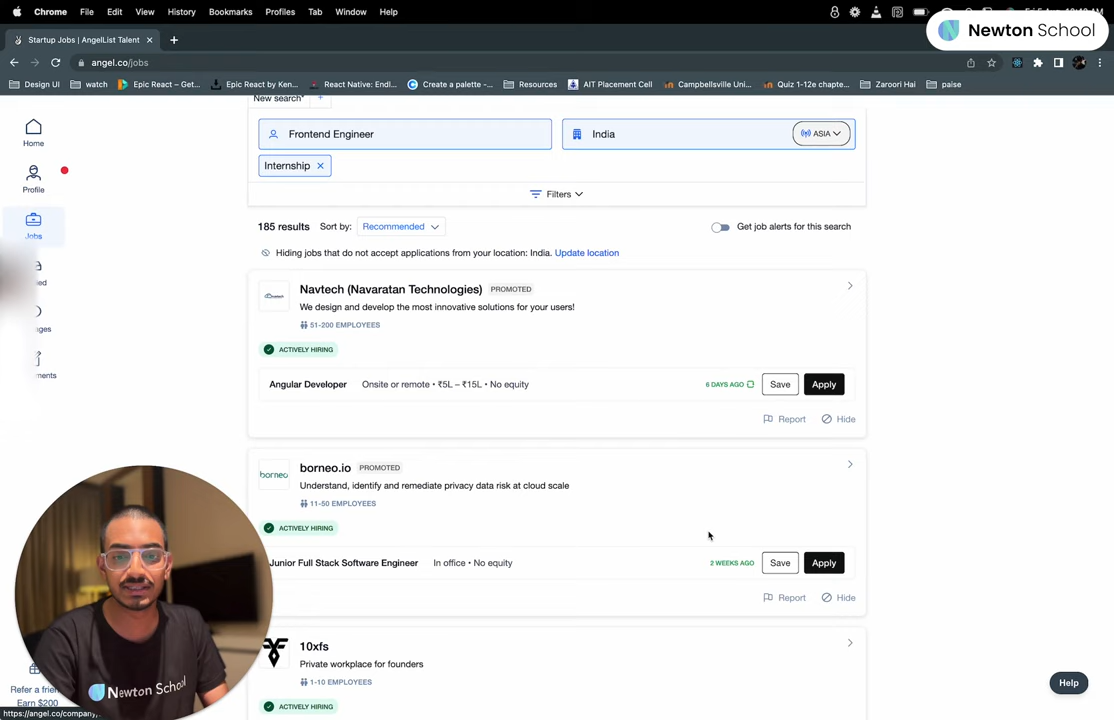 Chrome File Edit View History Bookmarks Profiles Tab Window Help
Newton School
Startup Jobs | AngelList Talent
angel.co/jobs
Design UI watch Epic React – Get... Epic React by Ken... React Native: Endl... Create a palette -... Resources AIT Placement Cell Campbellsville Uni... Quiz 1-12e chapte... Zaroori Hai paise
New search*
Home
Profile
Jobs
Frontend Engineer
India
ASIA
Internship
Filters
185 results Sort by: Recommended Get job alerts for this search
Hiding jobs that do not accept applications from your location: India. Update location
Navtech (Navaratan Technologies) PROMOTED
We design and develop the most innovative solutions for your users!
51-200 EMPLOYEES
ACTIVELY HIRING
Angular Developer Onsite or remote • ₹5L – ₹15L • No equity 6 DAYS AGO Save Apply
Report Hide
borneo
borneo.io PROMOTED
Understand, identify and remediate privacy data risk at cloud scale
11-50 EMPLOYEES
ACTIVELY HIRING
Junior Full Stack Software Engineer In office • No equity 2 WEEKS AGO Save Apply
Report Hide
10xfs
Private workplace for founders
1-10 EMPLOYEES
ACTIVELY HIRING
Help
Refer a frie
Earn $200
Newton School
https://angel.co/company,